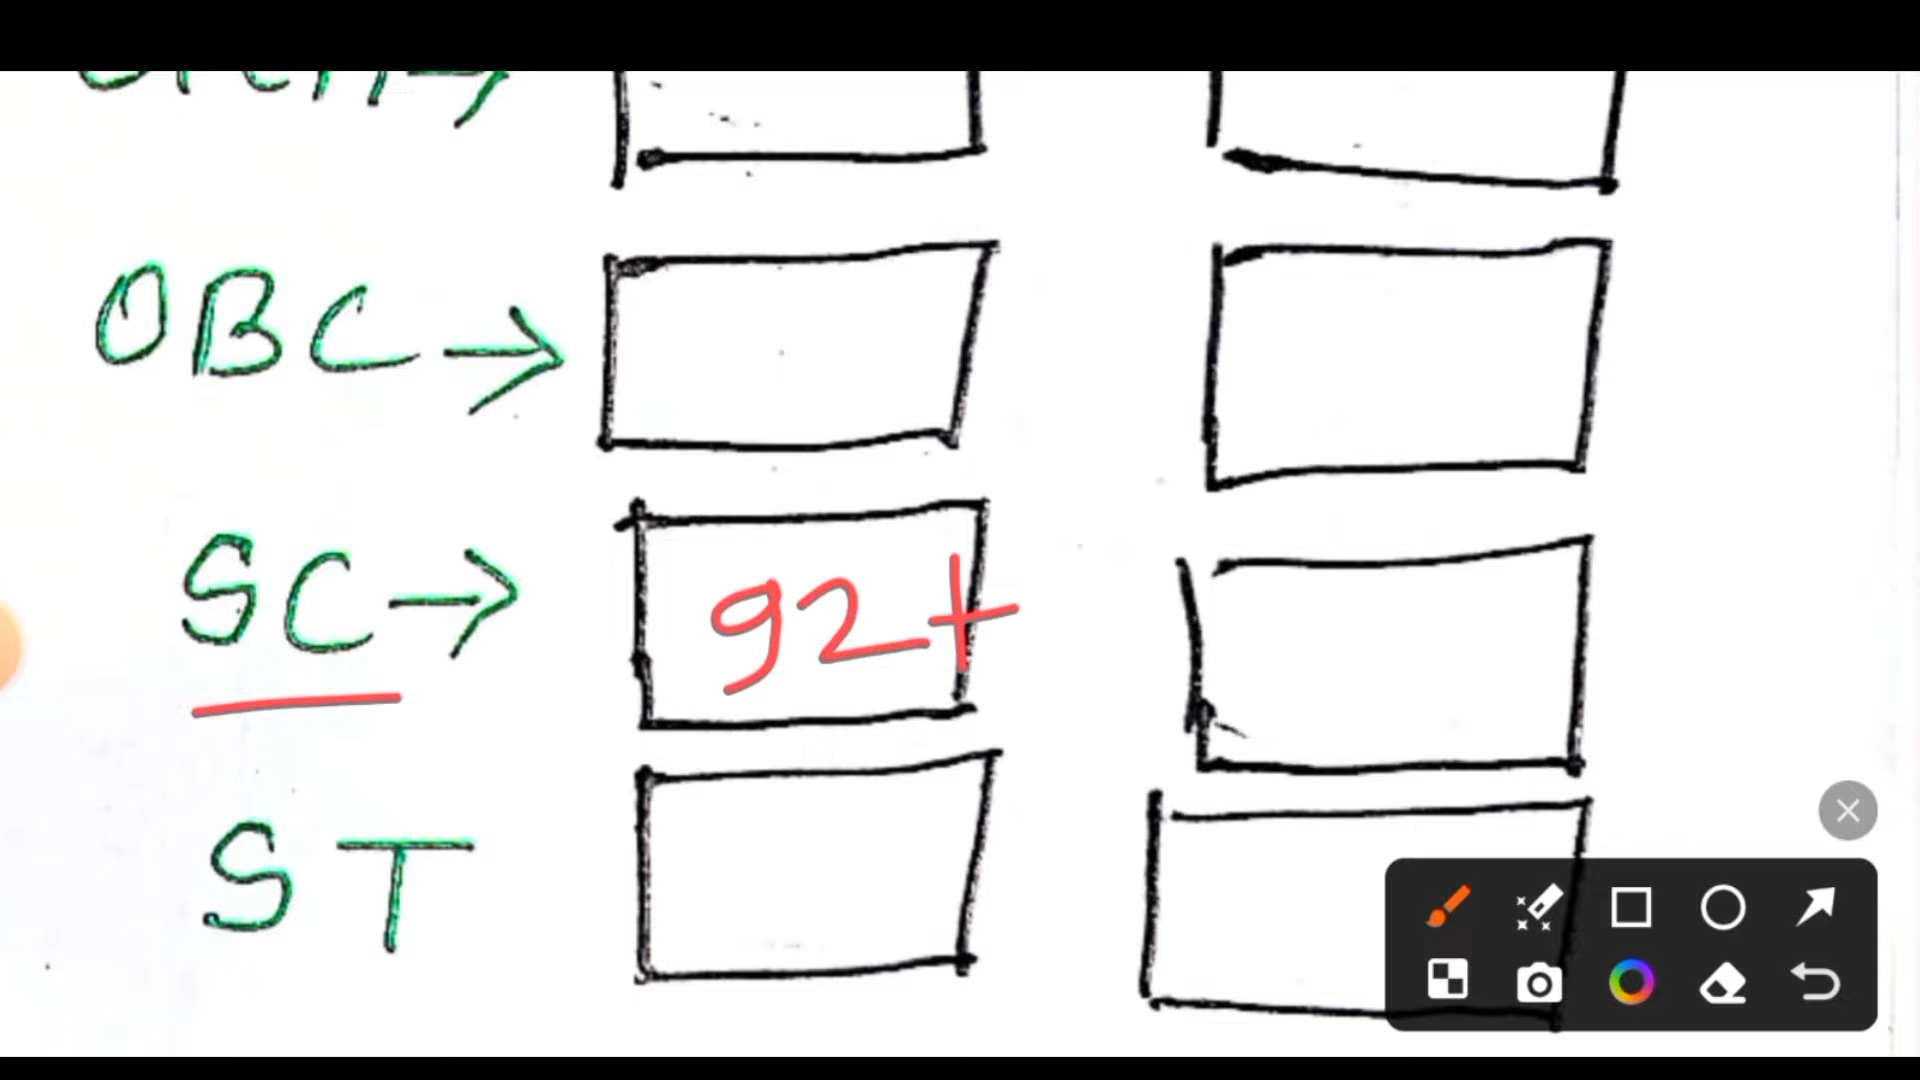 OBC →
SC → 92+
ST